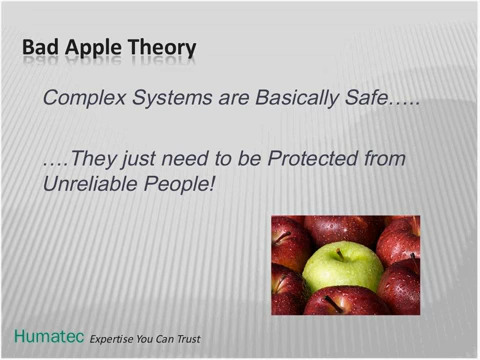 Bad Apple Theory
Complex Systems are Basically Safe…..
….They just need to be Protected from
Unreliable People!
Humatec Expertise You Can Trust